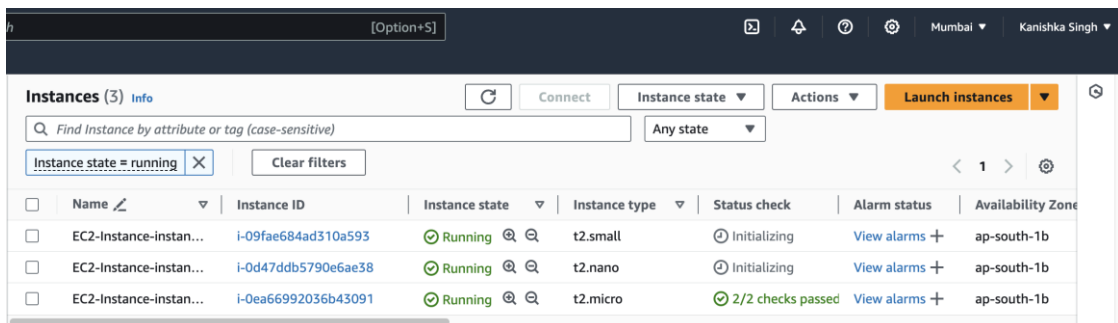 h [Option+S] Mumbai ▼ Kanishka Singh ▼
Instances (3) Info Connect Instance state ▼ Actions ▼ Launch instances ▼
Find Instance by attribute or tag (case-sensitive) Any state ▼
Instance state = running Clear filters 1
Name Instance ID Instance state Instance type Status check Alarm status Availability Zone
EC2-Instance-instan... i-09fae684ad310a593 Running t2.small Initializing View alarms + ap-south-1b
EC2-Instance-instan... i-0d47ddb5790e6ae38 Running t2.nano Initializing View alarms + ap-south-1b
EC2-Instance-instan... i-0ea66992036b43091 Running t2.micro 2/2 checks passed View alarms + ap-south-1b